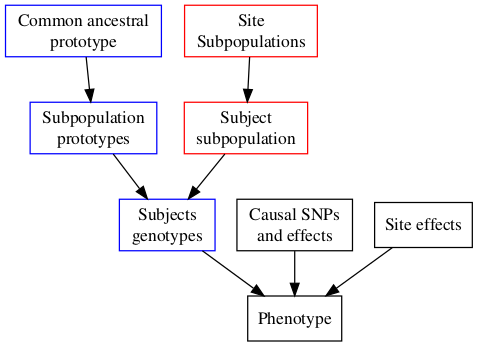 Common ancestral
prototype
Site
Subpopulations
Subpopulation
prototypes
Subject
subpopulation
Subjects
genotypes
Causal SNPs
and effects
Site effects
Phenotype